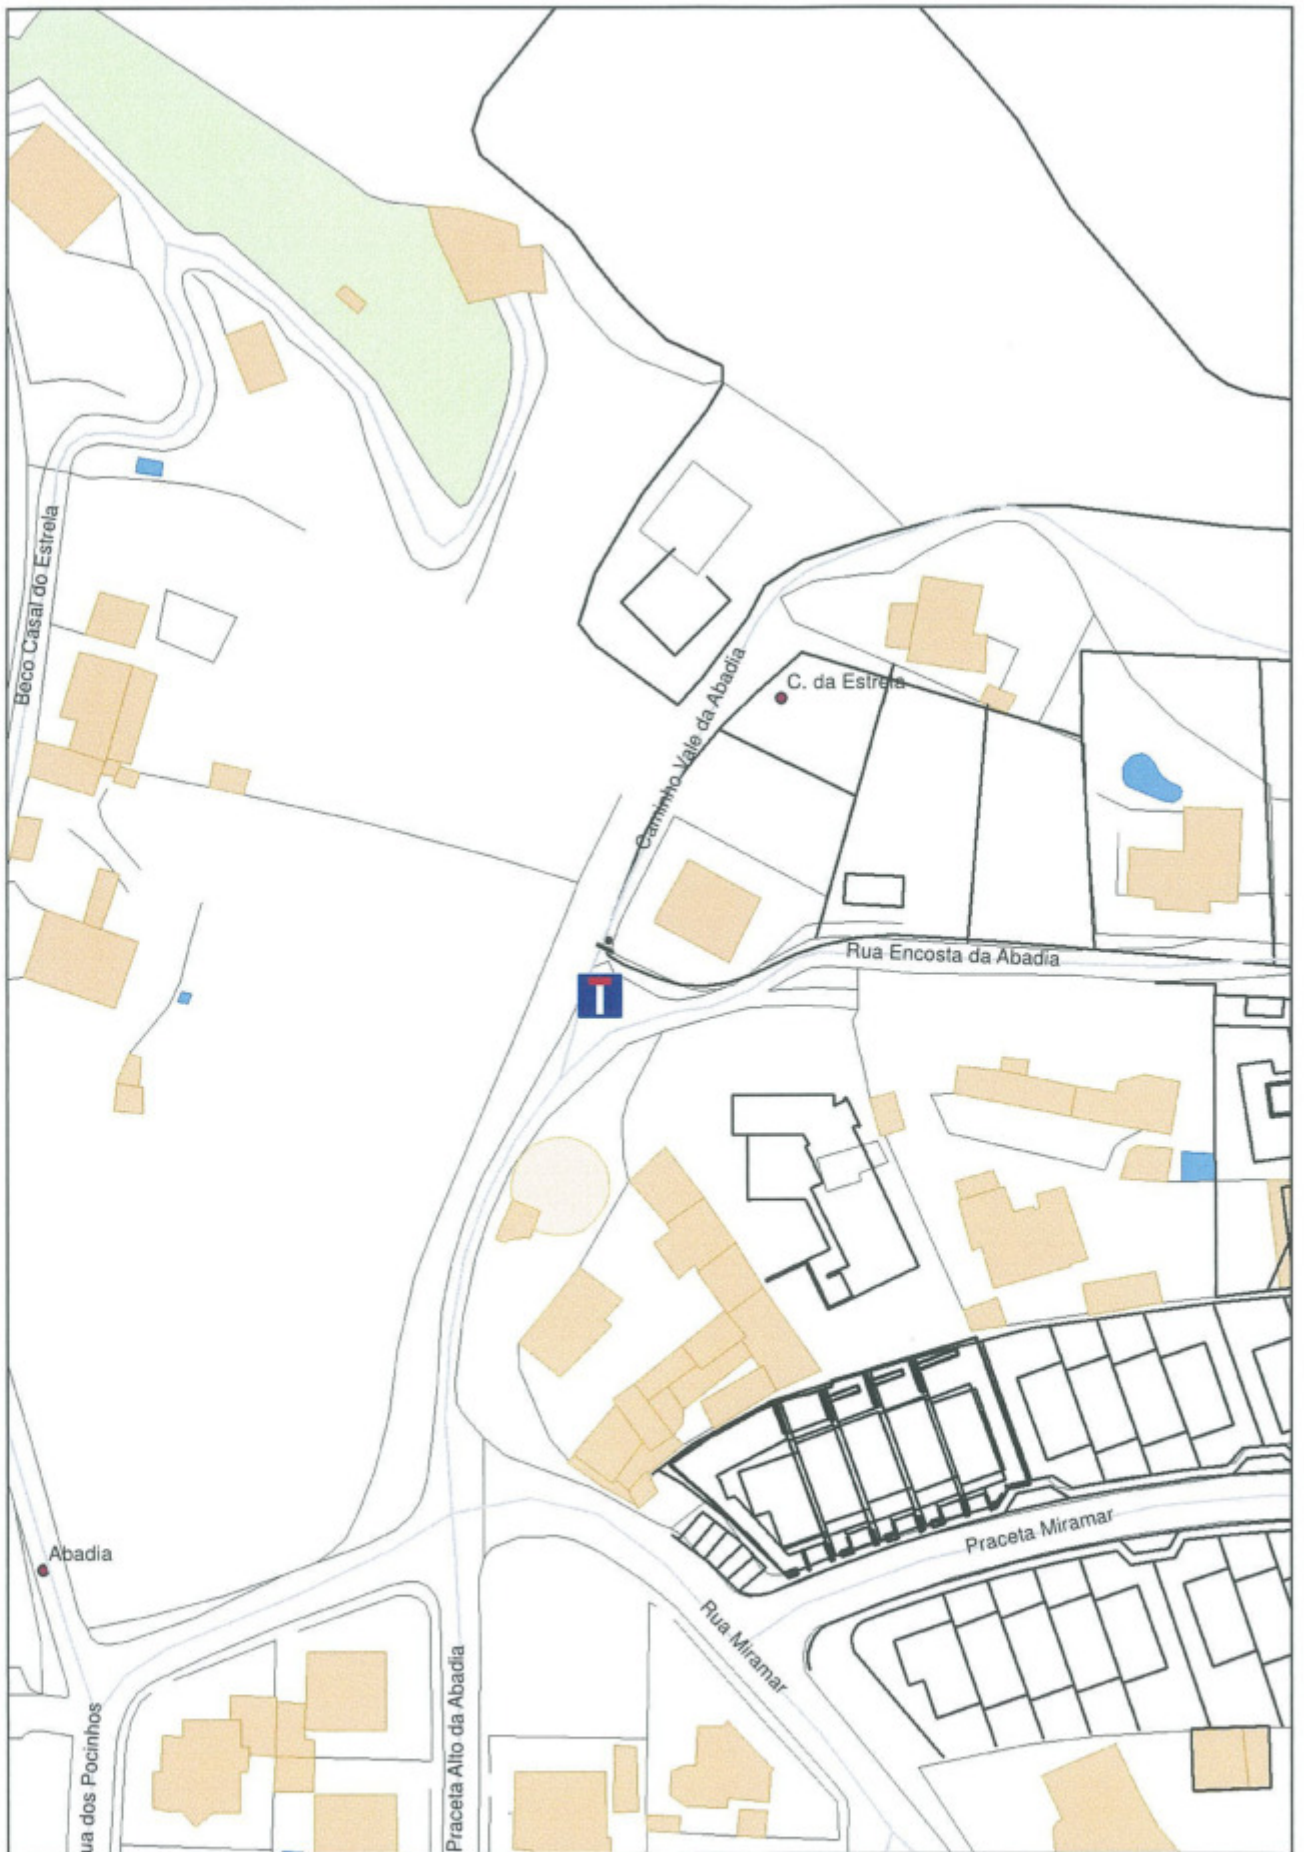 Beco Casal do Estrela
C. da Estrela
Caminho Vale da Abadia
Rua Encosta da Abadia
Praceta Miramar
Abadia
Rua Miramar
Praceta Alto da Abadia
ua dos Pocinhos